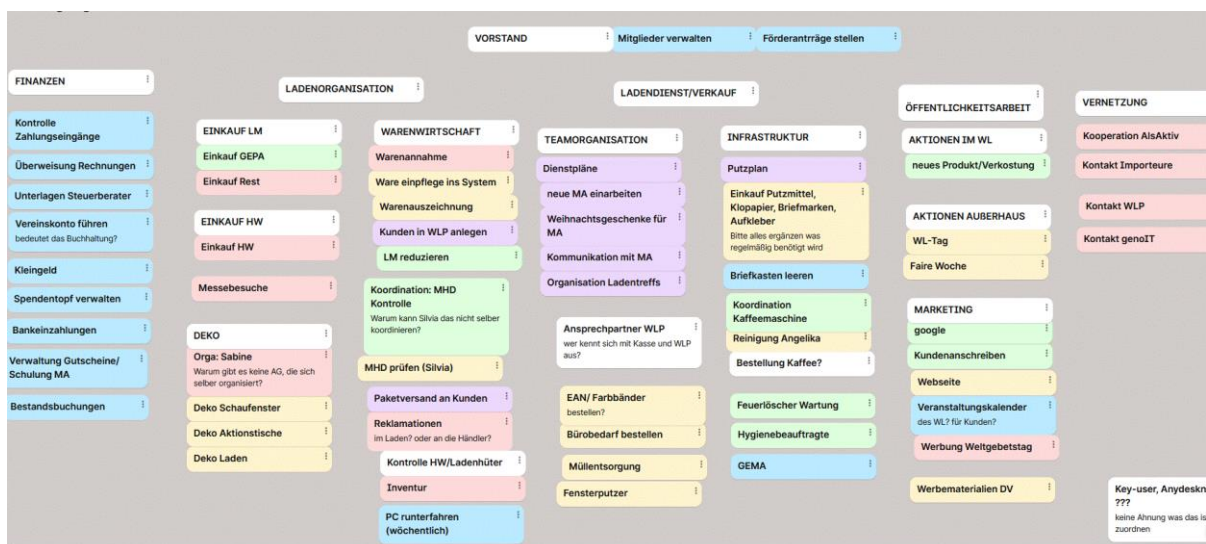 VORSTAND
Mitglieder verwalten
Förderantrräge stellen
FINANZEN
Kontrolle
Zahlungseingänge
Überweisung Rechnungen
Unterlagen Steuerberater
Vereinskonto führen
bedeutet das Buchhaltung?
Kleingeld
Spendentopf verwalten
Bankeinzahlungen
Verwaltung Gutscheine/
Schulung MA
Bestandsbuchungen
LADENORGANISATION
EINKAUF LM
Einkauf GEPA
Einkauf Rest
EINKAUF HW
Einkauf HW
Messebesuche
DEKO
Orga: Sabine
Warum gibt es keine AG, die sich
selber organisiert?
Deko Schaufenster
Deko Aktionstische
Deko Laden
WARENWIRTSCHAFT
Warenannahme
Ware einpflege ins System
Warenauszeichnung
Kunden in WLP anlegen
LM reduzieren
Koordination: MHD
Kontrolle
Warum kann Silvia das nicht selber
koordinieren?
MHD prüfen (Silvia)
Paketversand an Kunden
Reklamationen
im Laden? oder an die Händler?
Kontrolle HW/Ladenhüter
Inventur
PC runterfahren
(wöchentlich)
LADENDIENST/VERKAUF
TEAMORGANISATION
Dienstpläne
neue MA einarbeiten
Weihnachtsgeschenke für
MA
Kommunikation mit MA
Organisation Ladentreffs
Ansprechpartner WLP
wer kennt sich mit Kasse und WLP
aus?
EAN/ Farbbänder
bestellen?
Bürobedarf bestellen
Müllentsorgung
Fensterputzer
INFRASTRUKTUR
Putzplan
Einkauf Putzmittel,
Klopapier, Briefmarken,
Aufkleber
Bitte alles ergänzen was
regelmäßig benötigt wird
Briefkasten leeren
Koordination
Kaffeemaschine
Reinigung Angelika
Bestellung Kaffee?
Feuerlöscher Wartung
Hygienebeauftragte
GEMA
ÖFFENTLICHKEITSARBEIT
AKTIONEN IM WL
neues Produkt/Verkostung
AKTIONEN AUßERHAUS
WL-Tag
Faire Woche
MARKETING
google
Kundenanschreiben
Webseite
Veranstaltungskalender
des WL? für Kunden?
Werbung Weltgebetstag
Werbematerialien DV
VERNETZUNG
Kooperation AlsAktiv
Kontakt Importeure
Kontakt WLP
Kontakt genoIT
Key-user, Anydeskn
???
keine Ahnung was das is
zuordnen